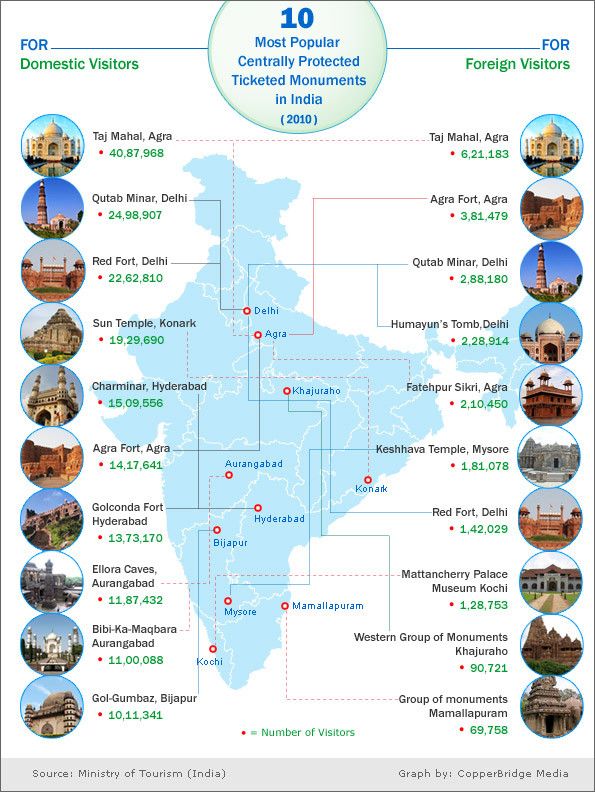 10
Most Popular
Centrally Protected
Ticketed Monuments
in India
( 2010 )
FOR
Domestic Visitors
FOR
Foreign Visitors
Taj Mahal, Agra
• 40,87,968
Qutab Minar, Delhi
• 24,98,907
Red Fort, Delhi
• 22,62,810
Sun Temple, Konark
• 19,29,690
Charminar, Hyderabad
• 15,09,556
Agra Fort, Agra
• 14,17,641
Golconda Fort
Hyderabad
• 13,73,170
Ellora Caves,
Aurangabad
• 11,87,432
Bibi-Ka-Maqbara
Aurangabad
• 11,00,088
Gol-Gumbaz, Bijapur
• 10,11,341
Delhi
Agra
Khajuraho
Aurangabad
Konark
Hyderabad
Bijapur
Mysore
Mamallapuram
Kochi
Taj Mahal, Agra
• 6,21,183
Agra Fort, Agra
• 3,81,479
Qutab Minar, Delhi
• 2,88,180
Humayun's Tomb,Delhi
• 2,28,914
Fatehpur Sikri, Agra
• 2,10,450
Keshhava Temple, Mysore
• 1,81,078
Red Fort, Delhi
• 1,42,029
Mattancherry Palace
Museum Kochi
• 1,28,753
Western Group of Monuments
Khajuraho
• 90,721
Group of monuments
Mamallapuram
• 69,758
• = Number of Visitors
Source: Ministry of Tourism (India)
Graph by: CopperBridge Media